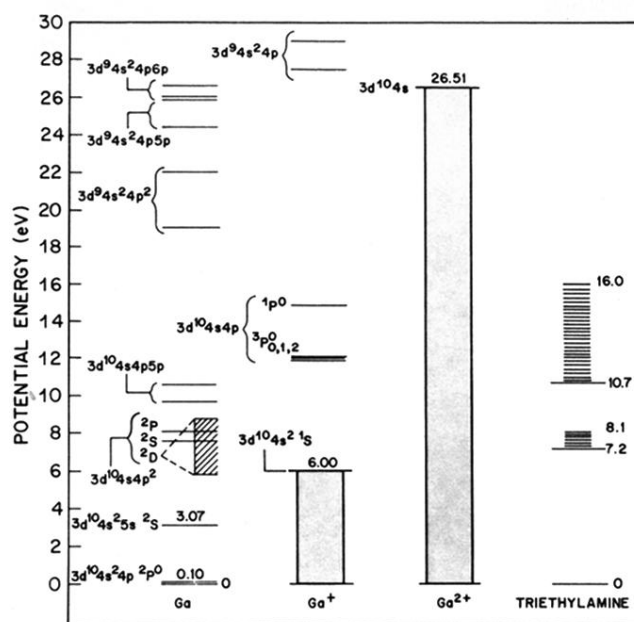 POTENTIAL ENERGY (eV)
30
28
26
24
22
20
18
16
14
12
10
8
6
4
2
0
3d⁹4s²4p6p
3d⁹4s²4p5p
3d⁹4s²4p²
3d¹⁰4s4p5p
²P
²S
²D
3d¹⁰4s4p²
3d¹⁰4s²5s ²S
3.07
3d¹⁰4s²4p ²P⁰
0.10
0
Ga
3d⁹4s²4p
¹P⁰
3d¹⁰4s4p
³P⁰₀,₁,₂
3d¹⁰4s² ¹S
6.00
Ga⁺
3d¹⁰4s
26.51
Ga²⁺
16.0
10.7
8.1
7.2
0
TRIETHYLAMINE